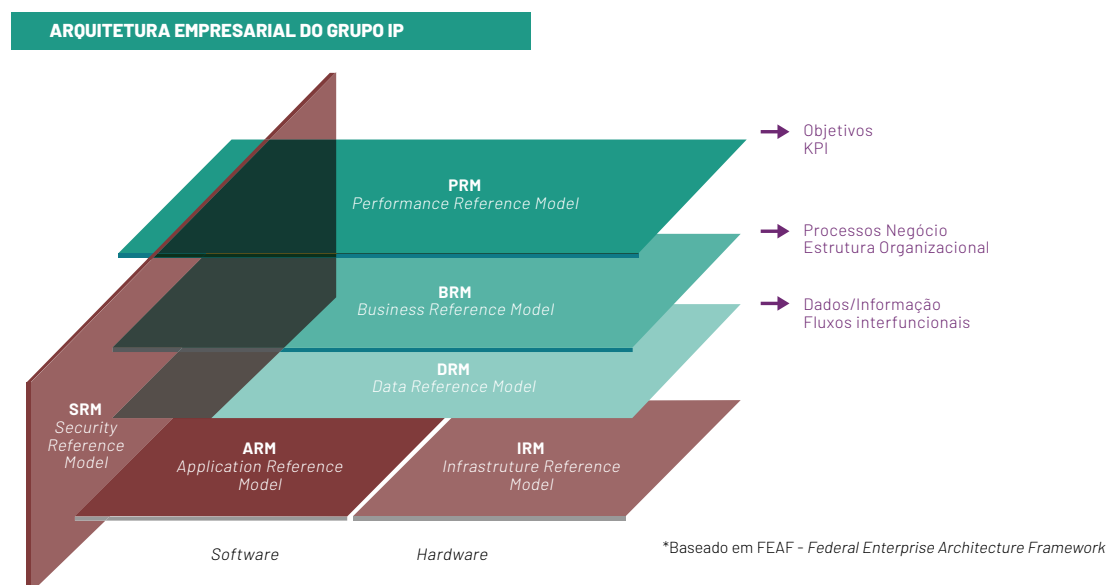 ARQUITETURA EMPRESARIAL DO GRUPO IP
Objetivos
KPI
PRM
Performance Reference Model
Processos Negócio
Estrutura Organizacional
BRM
Business Reference Model
Dados/Informação
Fluxos interfuncionais
DRM
Data Reference Model
SRM
Security
Reference
Model
ARM
Application Reference
Model
IRM
Infrastruture Reference
Model
Software
Hardware
*Baseado em FEAF - Federal Enterprise Architecture Framework